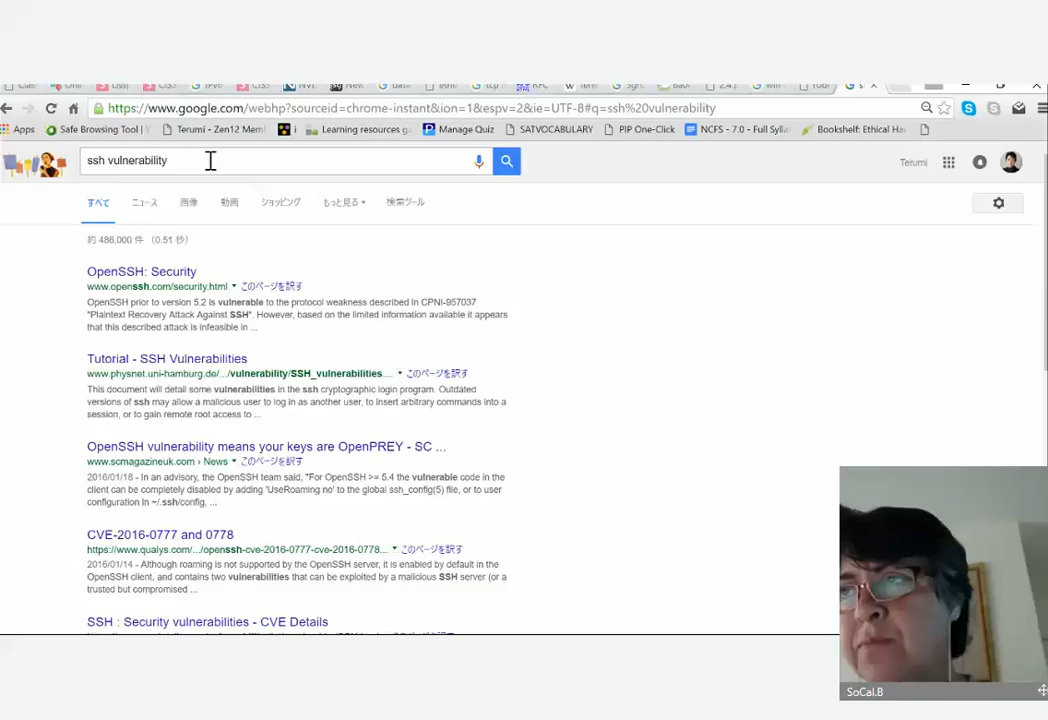 https://www.google.com/webhp?sourceid=chrome-instant&ion=1&espv=2&ie=UTF-8#q=ssh%20vulnerability
Apps Safe Browsing Tool | Terumi - Zen12 Mem Learning resources Manage Quiz SATVOCABULARY PIP One-Click NCFS - 7.0 - Full Sylla Bookshelf: Ethical Ha
ssh vulnerability
Terumi
すべて ニュース 画像 動画 ショッピング もっと見る 検索ツール
約 486,000 件 (0.51 秒)
OpenSSH: Security
www.openssh.com/security.html このページを訳す
OpenSSH prior to version 5.2 is vulnerable to the protocol weakness described in CPNI-957037
"Plaintext Recovery Attack Against SSH". However, based on the limited information available it appears
that this described attack is infeasible in ...
Tutorial - SSH Vulnerabilities
www.physnet.uni-hamburg.de/.../vulnerability/SSH_vulnerabilities.... このページを訳す
This document will detail some vulnerabilities in the ssh cryptographic login program. Outdated
versions of ssh may allow a malicious user to log in as another user, to insert arbitrary commands into a
session, or to gain remote root access to ...
OpenSSH vulnerability means your keys are OpenPREY - SC ...
www.scmagazineuk.com › News このページを訳す
2016/01/18 - In an advisory, the OpenSSH team said, "For OpenSSH >= 5.4 the vulnerable code in the
client can be completely disabled by adding 'UseRoaming no' to the global ssh_config(5) file, or to user
configuration in ~/.ssh/config, ...
CVE-2016-0777 and 0778
https://www.qualys.com/.../openssh-cve-2016-0777-cve-2016-0778... このページを訳す
2016/01/14 - Although roaming is not supported by the OpenSSH server, it is enabled by default in the
OpenSSH client, and contains two vulnerabilities that can be exploited by a malicious SSH server (or a
trusted but compromised ...
SSH : Security vulnerabilities - CVE Details
SoCal.B